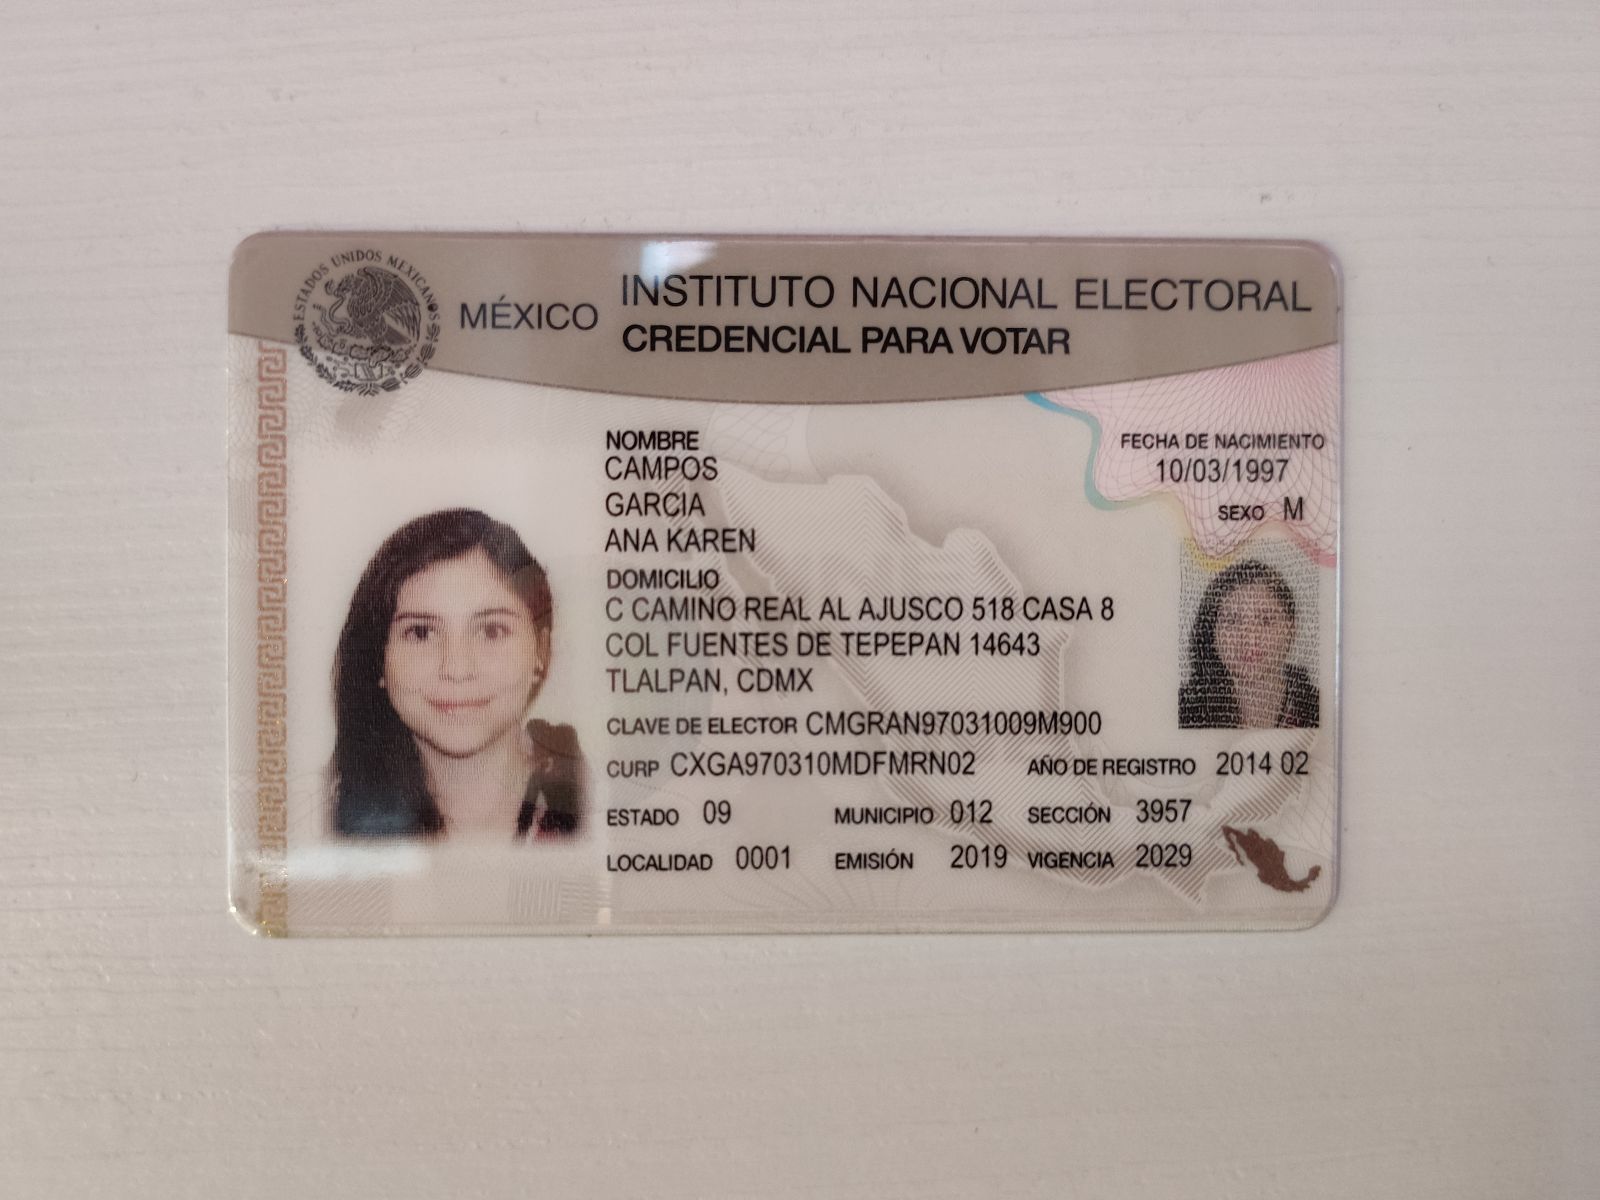 ESTADOS UNIDOS MEXICANOS
MÉXICO
INSTITUTO NACIONAL ELECTORAL
CREDENCIAL PARA VOTAR
NOMBRE
CAMPOS
GARCIA
ANA KAREN
FECHA DE NACIMIENTO
10/03/1997
SEXO M
DOMICILIO
C CAMINO REAL AL AJUSCO 518 CASA 8
COL FUENTES DE TEPEPAN 14643
TLALPAN, CDMX
CLAVE DE ELECTOR CMGRAN97031009M900
CURP CXGA970310MDFMRN02 AÑO DE REGISTRO 2014 02
ESTADO 09 MUNICIPIO 012 SECCIÓN 3957
LOCALIDAD 0001 EMISIÓN 2019 VIGENCIA 2029